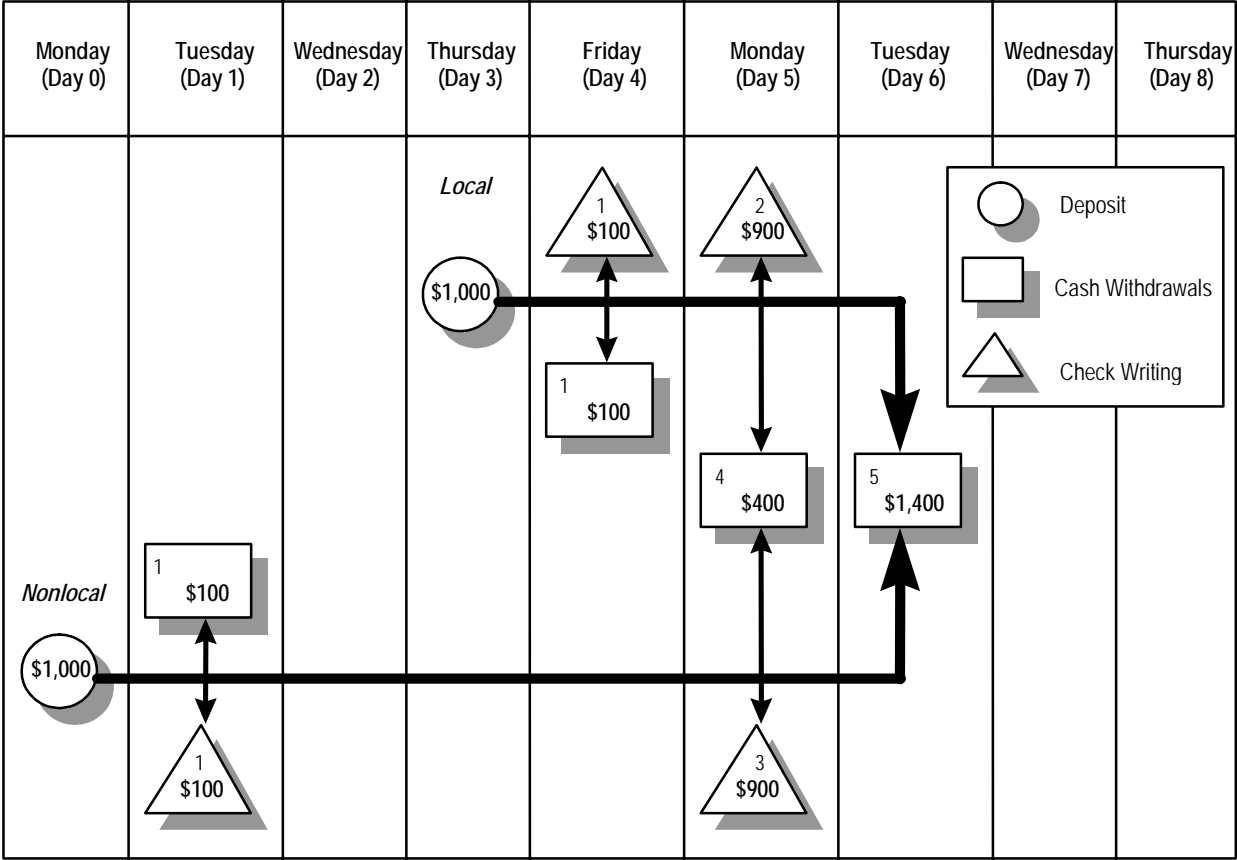 Monday
(Day 0)
Tuesday
(Day 1)
Wednesday
(Day 2)
Thursday
(Day 3)
Friday
(Day 4)
Monday
(Day 5)
Tuesday
(Day 6)
Wednesday
(Day 7)
Thursday
(Day 8)
Local
1
$100
2
$900
Deposit
$1,000
Cash Withdrawals
1
$100
Check Writing
4
$400
5
$1,400
1
$100
Nonlocal
$1,000
1
$100
3
$900